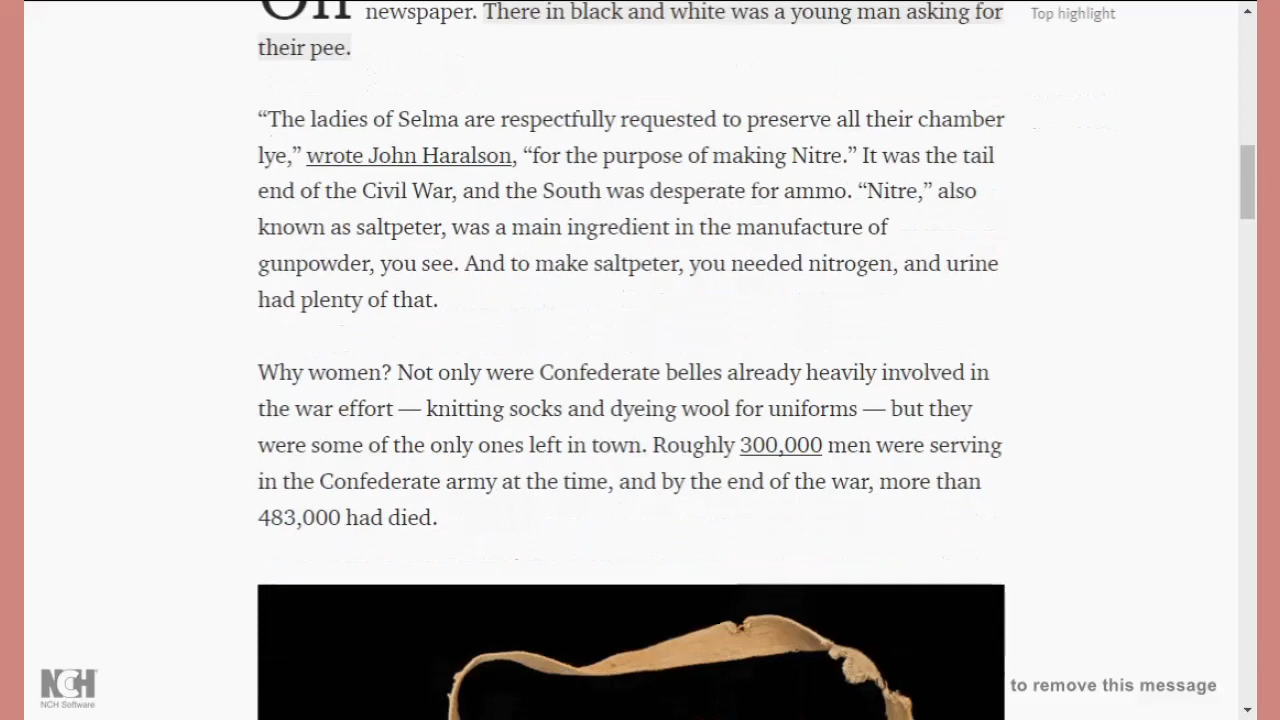 On newspaper. There in black and white was a young man asking for
Top highlight
their pee.
“The ladies of Selma are respectfully requested to preserve all their chamber
lye,” wrote John Haralson, “for the purpose of making Nitre.” It was the tail
end of the Civil War, and the South was desperate for ammo. “Nitre,” also
known as saltpeter, was a main ingredient in the manufacture of
gunpowder, you see. And to make saltpeter, you needed nitrogen, and urine
had plenty of that.
Why women? Not only were Confederate belles already heavily involved in
the war effort — knitting socks and dyeing wool for uniforms — but they
were some of the only ones left in town. Roughly 300,000 men were serving
in the Confederate army at the time, and by the end of the war, more than
483,000 had died.
NCH
NCH Software
to remove this message